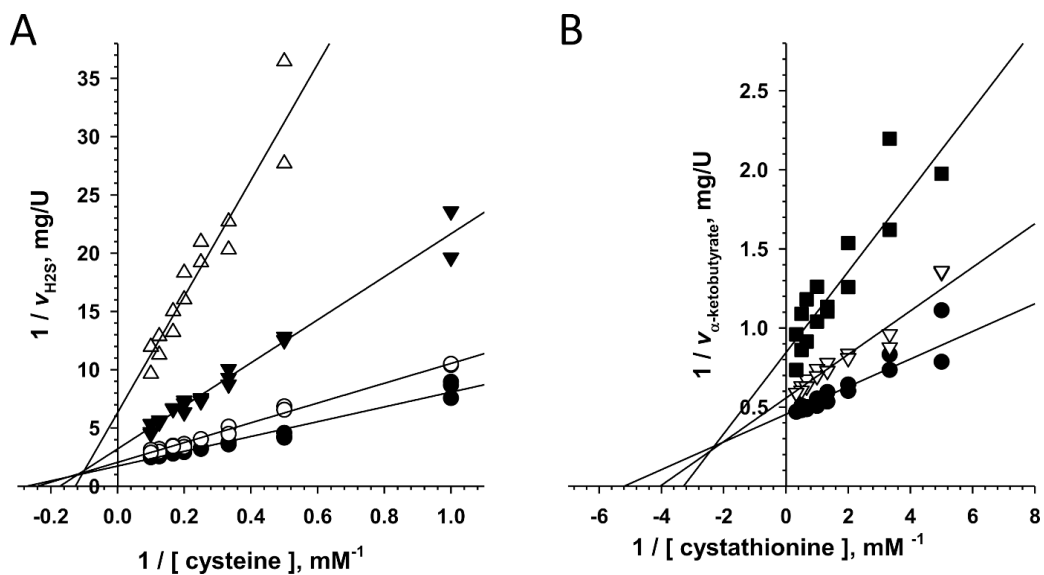 A
1 / vH2S, mg/U
35
30
25
20
15
10
5
0
-0.2 0.0 0.2 0.4 0.6 0.8 1.0
1 / [ cysteine ], mM-1
B
1 / vα-ketobutyrate, mg/U
2.5
2.0
1.5
1.0
0.5
-6 -4 -2 0 2 4 6 8
1 / [ cystathionine ], mM -1